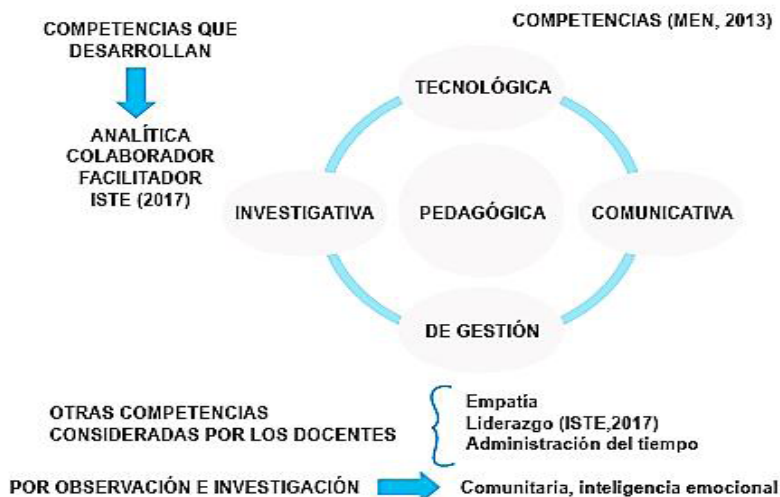 COMPETENCIAS QUE
DESARROLLAN
COMPETENCIAS (MEN, 2013)
ANALÍTICA
COLABORADOR
FACILITADOR
ISTE (2017)
TECNOLÓGICA
INVESTIGATIVA
PEDAGÓGICA
COMUNICATIVA
DE GESTIÓN
OTRAS COMPETENCIAS
CONSIDERADAS POR LOS DOCENTES
Empatía
Liderazgo (ISTE,2017)
Administración del tiempo
POR OBSERVACIÓN E INVESTIGACIÓN
Comunitaria, inteligencia emocional